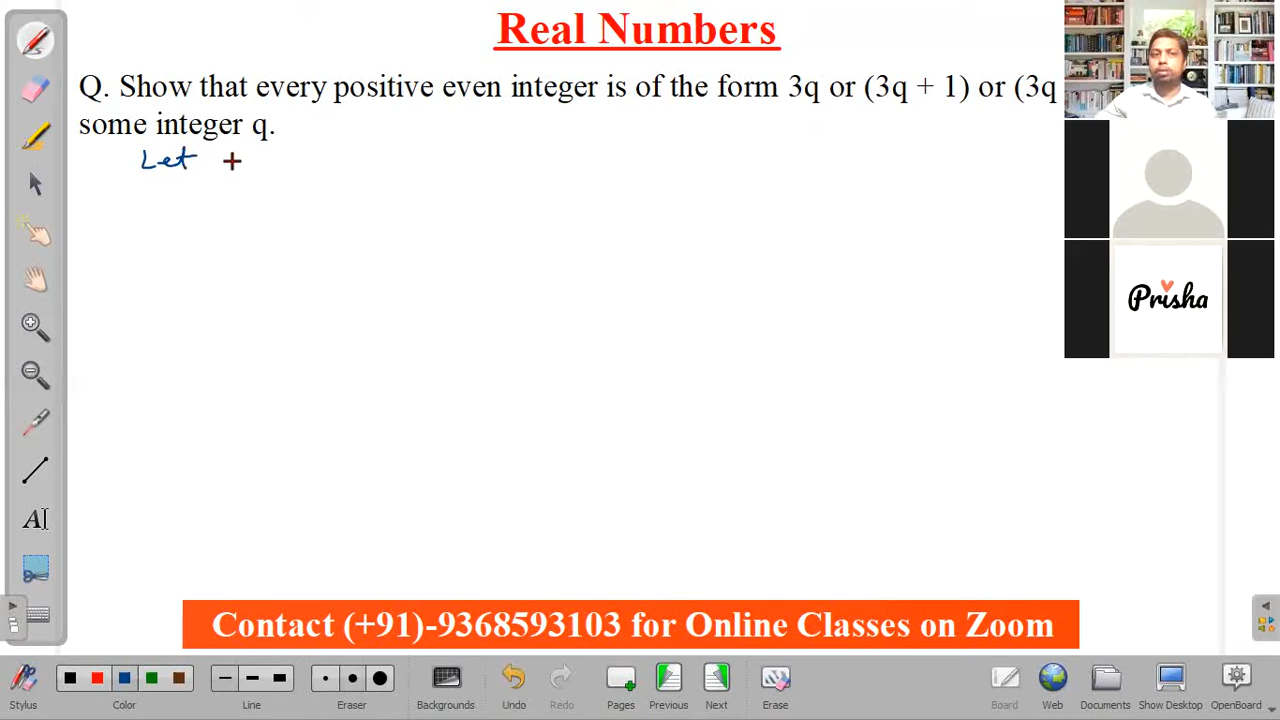 Real Numbers
Q. Show that every positive even integer is of the form 3q or (3q + 1) or (3q
some integer q.
Let
Prisha
Contact (+91)-9368593103 for Online Classes on Zoom
Stylus Color Line Eraser Backgrounds Undo Redo Pages Previous Next Erase Board Web Documents Show Desktop OpenBoard